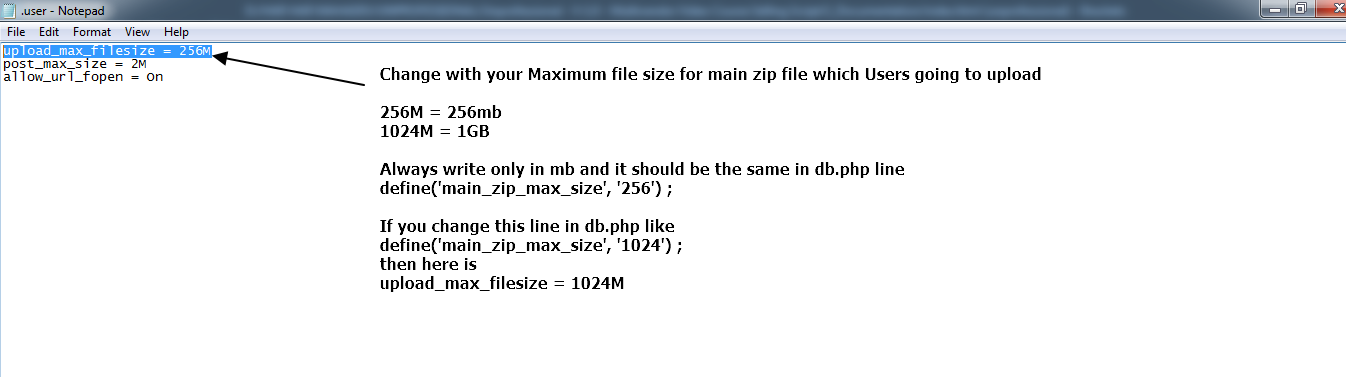 .user - Notepad
File Edit Format View Help
upload_max_filesize = 256M
post_max_size = 2M
allow_url_fopen = On
Change with your Maximum file size for main zip file which Users going to upload
256M = 256mb
1024M = 1GB
Always write only in mb and it should be the same in db.php line
define('main_zip_max_size', '256') ;
If you change this line in db.php like
define('main_zip_max_size', '1024') ;
then here is
upload_max_filesize = 1024M